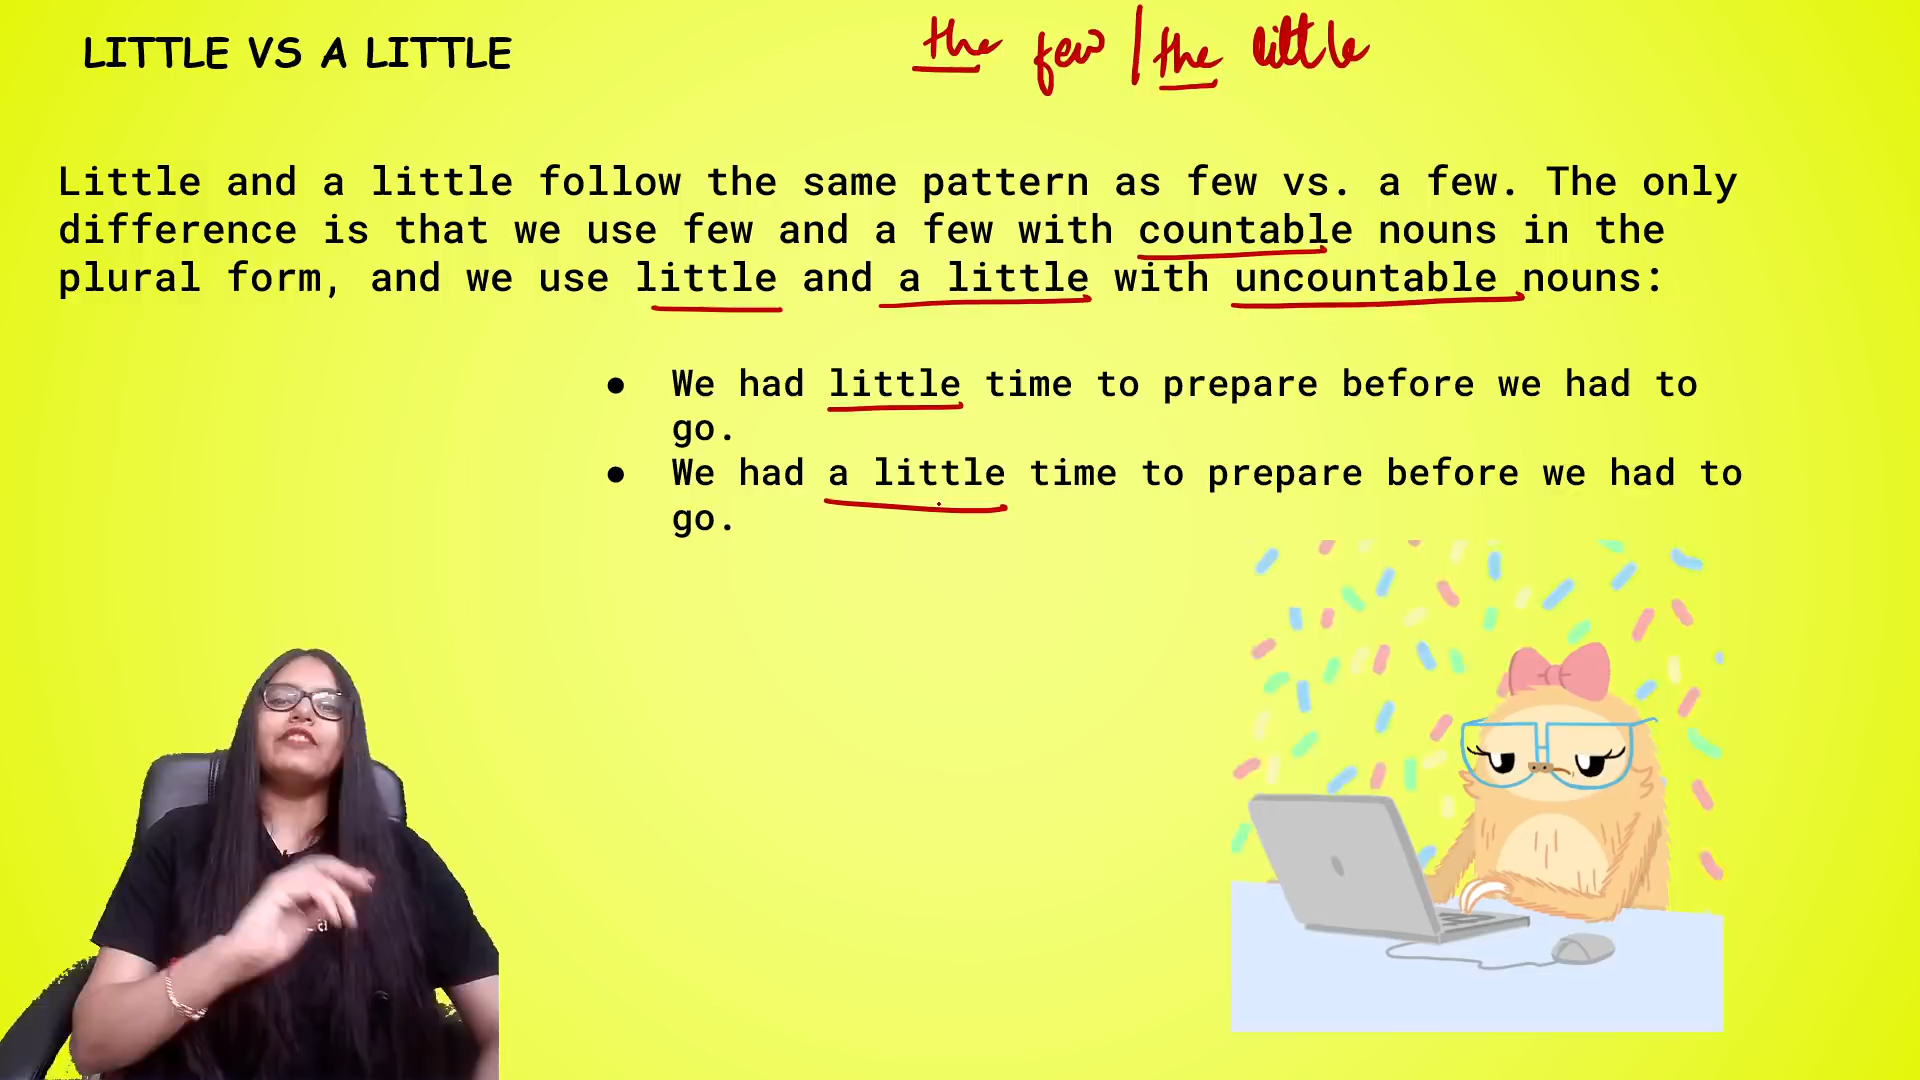 LITTLE VS A LITTLE
the few / the little
Little and a little follow the same pattern as few vs. a few. The only
difference is that we use few and a few with countable nouns in the
plural form, and we use little and a little with uncountable nouns:
● We had little time to prepare before we had to
go.
● We had a little time to prepare before we had to
go.